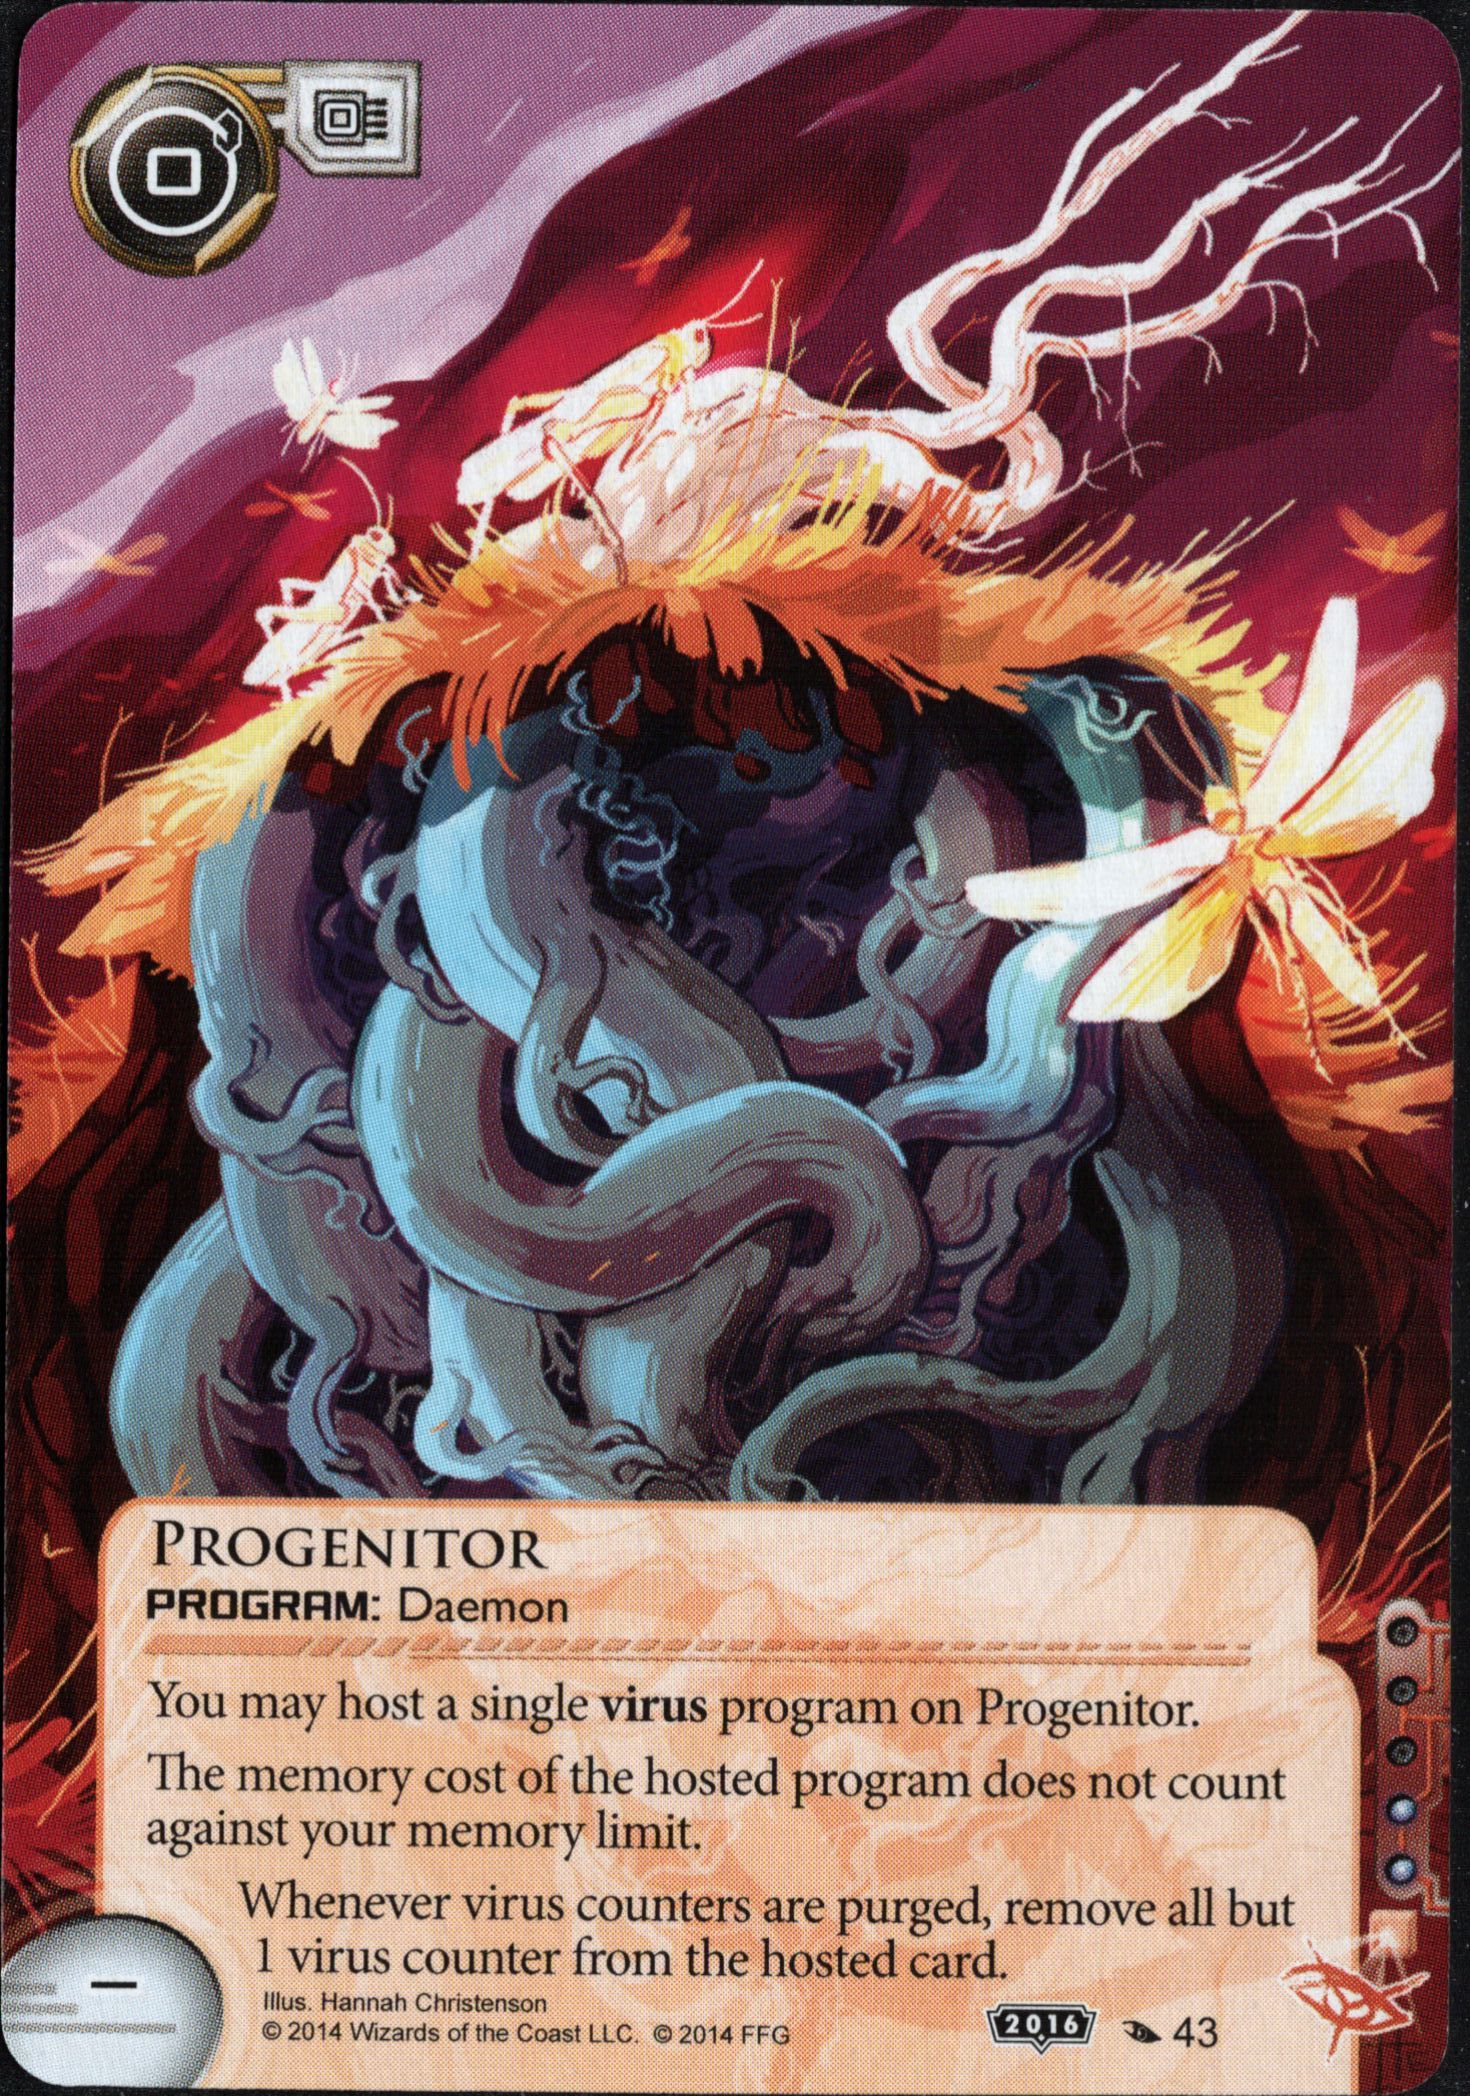 0
PROGENITOR
PROGRAM: Daemon
You may host a single virus program on Progenitor.
The memory cost of the hosted program does not count
against your memory limit.
Whenever virus counters are purged, remove all but
1 virus counter from the hosted card.
–
Illus. Hannah Christenson
© 2014 Wizards of the Coast LLC. © 2014 FFG
2016
43